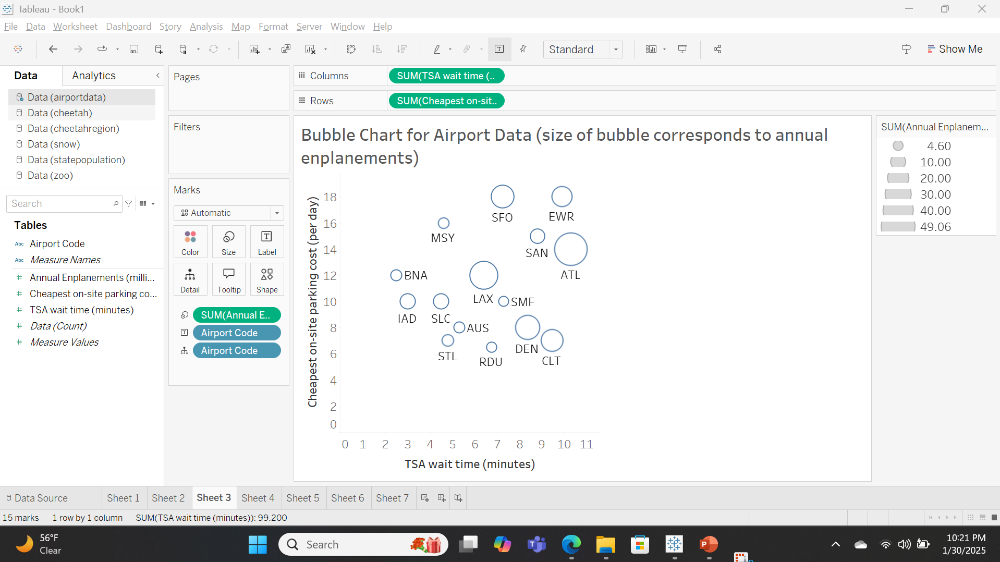 Tableau - Book1
File Data Worksheet Dashboard Story Analysis Map Format Server Window Help
Standard
Show Me
Data Analytics
Data (airportdata)
Data (cheetah)
Data (cheetahregion)
Data (snow)
Data (statepopulation)
Data (zoo)
Search
Tables
Abc Airport Code
Abc Measure Names
# Annual Enplanements (milli...
# Cheapest on-site parking co...
# TSA wait time (minutes)
# Data (Count)
# Measure Values
Pages
Filters
Marks
Automatic
Color Size Label
Detail Tooltip Shape
SUM(Annual E..
Airport Code
Airport Code
Columns SUM(TSA wait time (..
Rows SUM(Cheapest on-sit..
Bubble Chart for Airport Data (size of bubble corresponds to annual
enplanements)
Cheapest on-site parking cost (per day)
18
16
14
12
10
8
6
4
2
0
SFO
EWR
MSY
SAN
ATL
BNA
LAX
SMF
IAD
SLC
AUS
DEN
STL
RDU
CLT
0 1 2 3 4 5 6 7 8 9 10 11
TSA wait time (minutes)
SUM(Annual Enplanem...
4.60
10.00
20.00
30.00
40.00
49.06
Data Source Sheet 1 Sheet 2 Sheet 3 Sheet 4 Sheet 5 Sheet 6 Sheet 7
15 marks 1 row by 1 column SUM(TSA wait time (minutes)): 99.200
56°F
Clear
Search
10:21 PM
1/30/2025